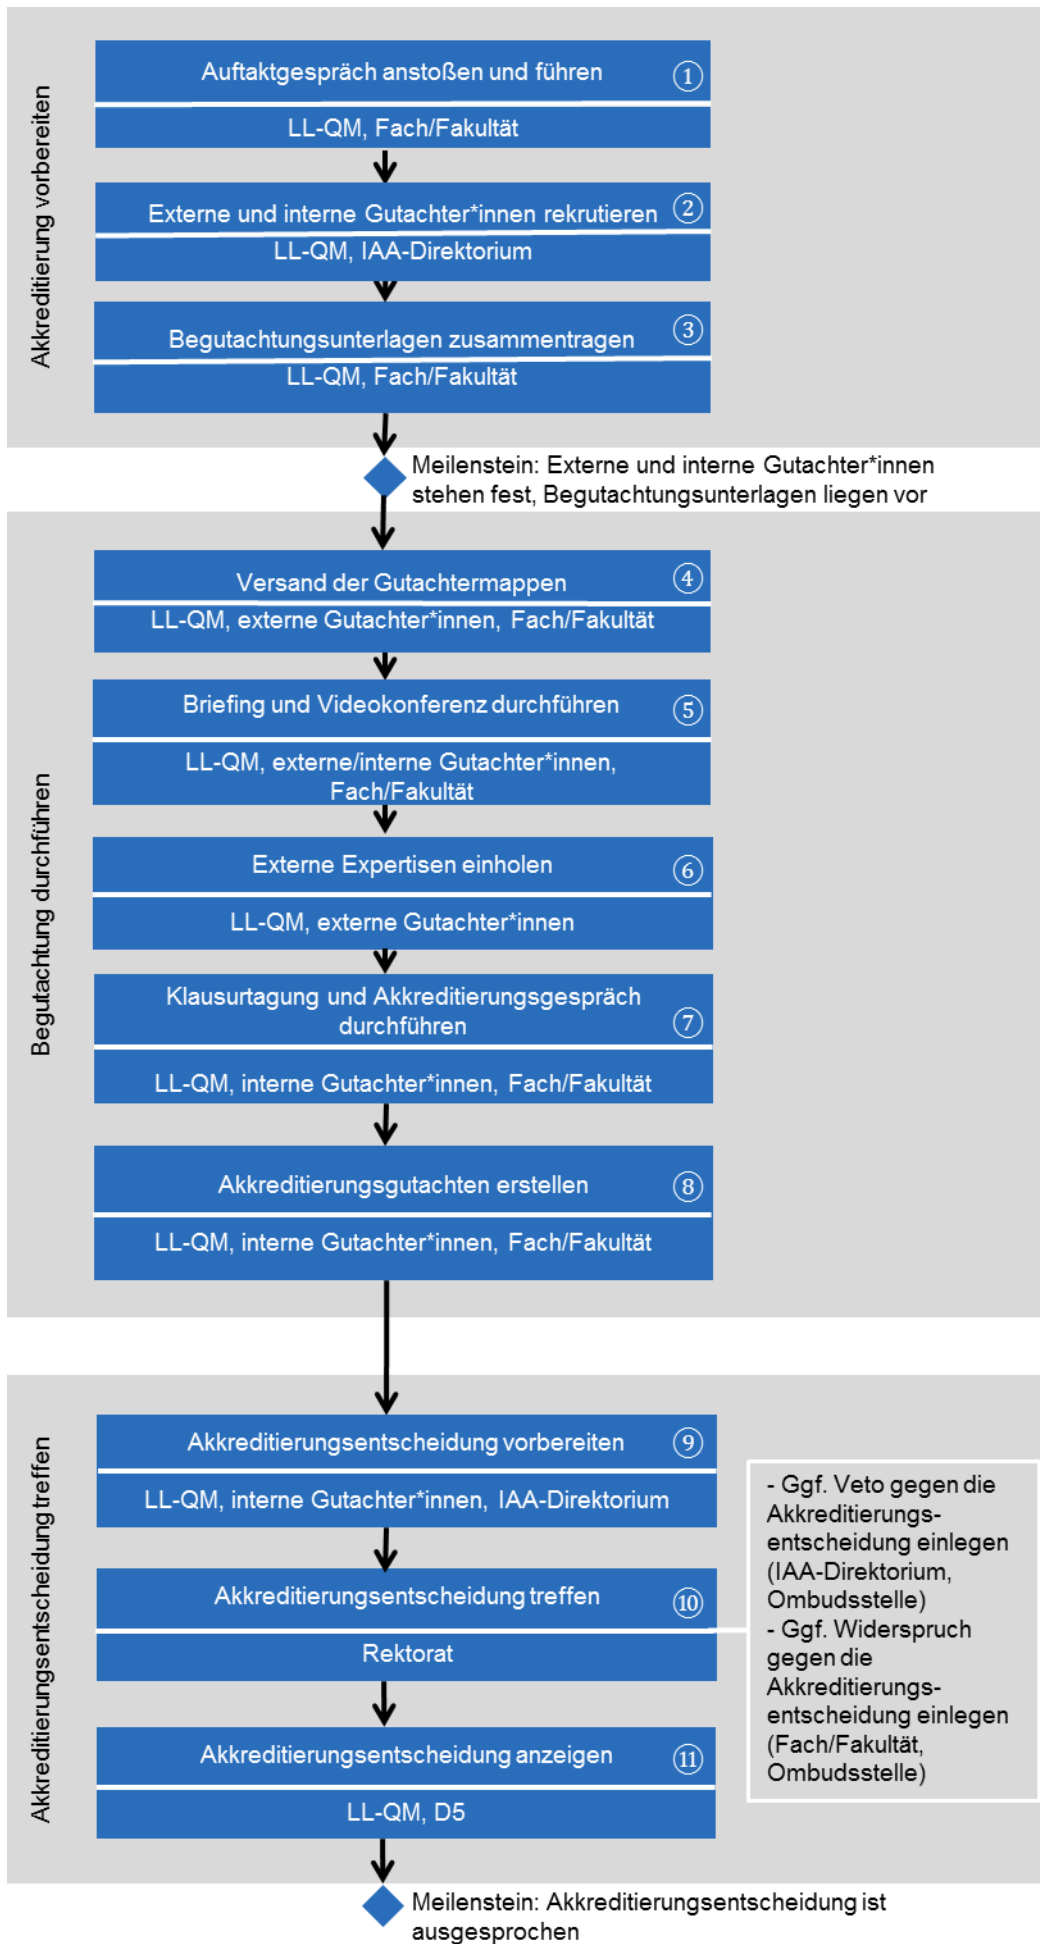 Akkreditierung vorbereiten
Auftaktgespräch anstoßen und führen
①
LL-QM, Fach/Fakultät
Externe und interne Gutachter*innen rekrutieren
②
LL-QM, IAA-Direktorium
Begutachtungsunterlagen zusammentragen
③
LL-QM, Fach/Fakultät
Meilenstein: Externe und interne Gutachter*innen
stehen fest, Begutachtungsunterlagen liegen vor
Begutachtung durchführen
Versand der Gutachtermappen
④
LL-QM, externe Gutachter*innen, Fach/Fakultät
Briefing und Videokonferenz durchführen
⑤
LL-QM, externe/interne Gutachter*innen,
Fach/Fakultät
Externe Expertisen einholen
⑥
LL-QM, externe Gutachter*innen
Klausurtagung und Akkreditierungsgespräch
durchführen
⑦
LL-QM, interne Gutachter*innen, Fach/Fakultät
Akkreditierungsgutachten erstellen
⑧
LL-QM, interne Gutachter*innen, Fach/Fakultät
Akkreditierungsentscheidung treffen
Akkreditierungsentscheidung vorbereiten
⑨
LL-QM, interne Gutachter*innen, IAA-Direktorium
Akkreditierungsentscheidung treffen
⑩
Rektorat
- Ggf. Veto gegen die
Akkreditierungs-
entscheidung einlegen
(IAA-Direktorium,
Ombudsstelle)
- Ggf. Widerspruch
gegen die
Akkreditierungs-
entscheidung einlegen
(Fach/Fakultät,
Ombudsstelle)
Akkreditierungsentscheidung anzeigen
⑪
LL-QM, D5
Meilenstein: Akkreditierungsentscheidung ist
ausgesprochen